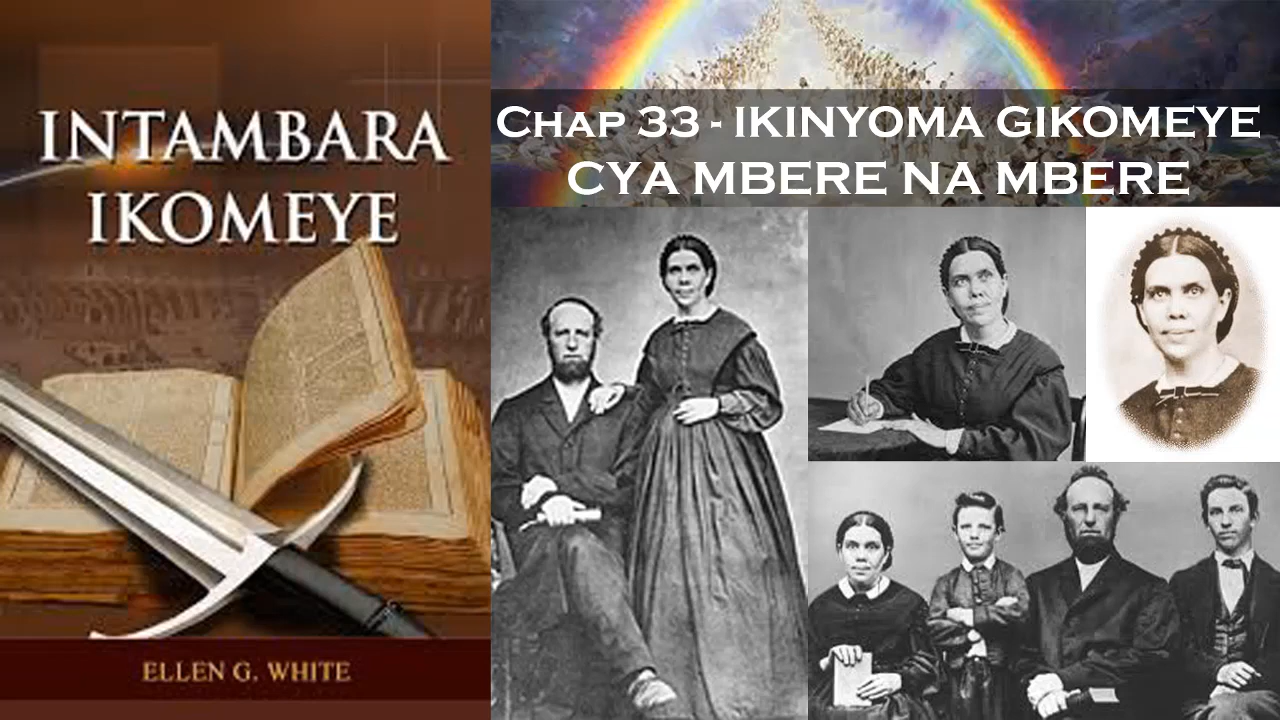 INTAMBARA
IKOMEYE
ELLEN G. WHITE
CHAP 33 - IKINYOMA GIKOMEYE
CYA MBERE NA MBERE